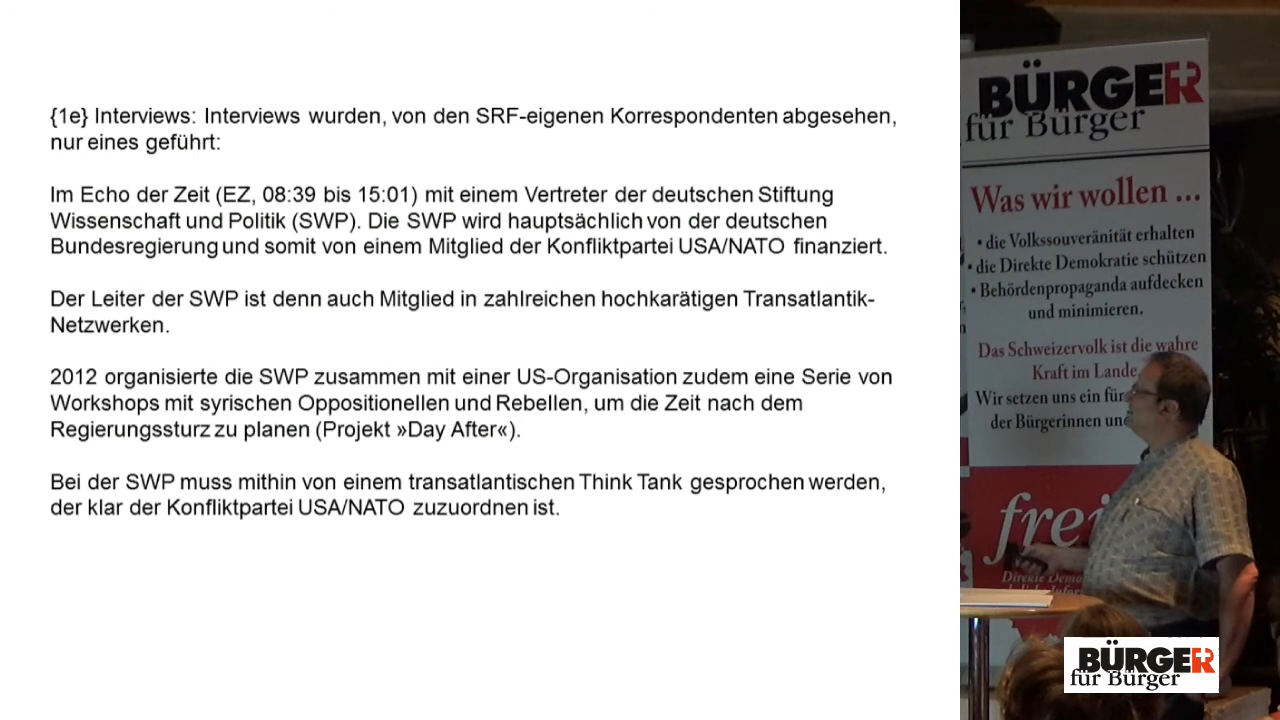 {1e} Interviews: Interviews wurden, von den SRF-eigenen Korrespondenten abgesehen,
nur eines geführt:
Im Echo der Zeit (EZ, 08:39 bis 15:01) mit einem Vertreter der deutschen Stiftung
Wissenschaft und Politik (SWP). Die SWP wird hauptsächlich von der deutschen
Bundesregierung und somit von einem Mitglied der Konfliktpartei USA/NATO finanziert.
Der Leiter der SWP ist denn auch Mitglied in zahlreichen hochkarätigen Transatlantik-
Netzwerken.
2012 organisierte die SWP zusammen mit einer US-Organisation zudem eine Serie von
Workshops mit syrischen Oppositionellen und Rebellen, um die Zeit nach dem
Regierungssturz zu planen (Projekt »Day After«).
Bei der SWP muss mithin von einem transatlantischen Think Tank gesprochen werden,
der klar der Konfliktpartei USA/NATO zuzuordnen ist.
BÜRGER
für Bürger
Was wir wollen ...
• die Volkssouveränität erhalten
• die Direkte Demokratie schützen
• Behördenpropaganda aufdecken
und minimieren.
Das Schweizervolk ist die wahre
Kraft im Lande
Wir setzen uns ein für
der Bürgerinnen
frei
Direkte
BÜRGER
für Bürger